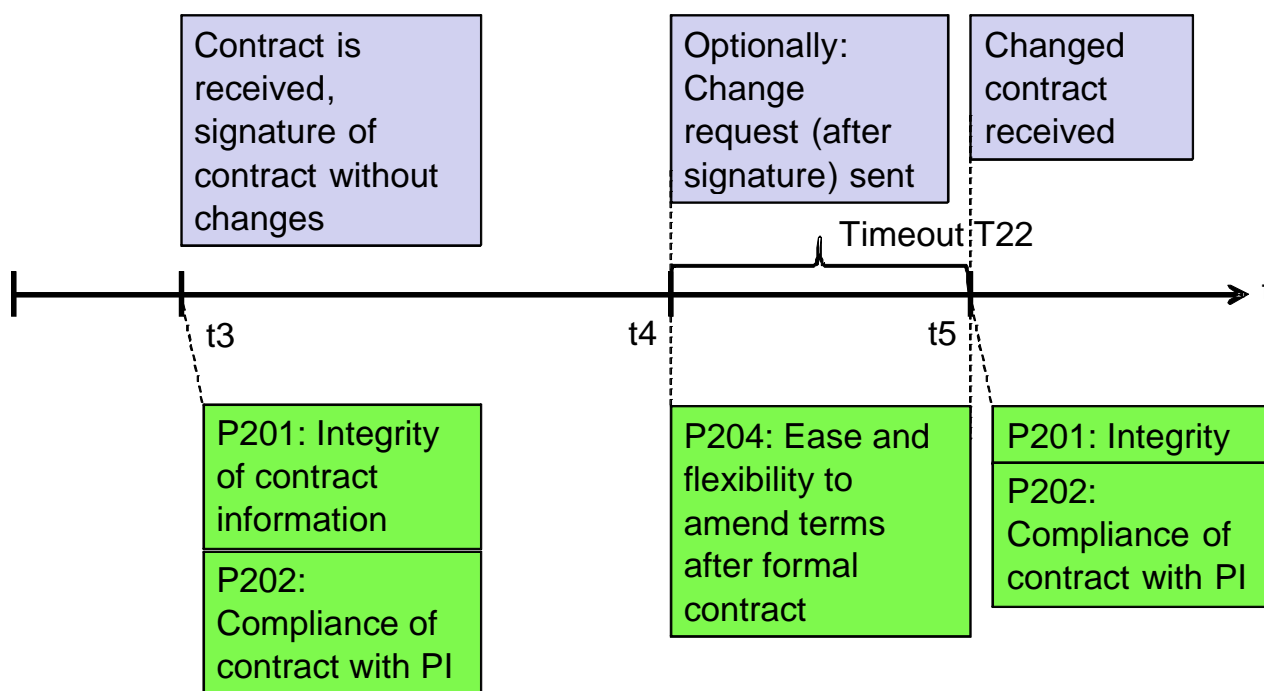 Contract is
received,
signature of
contract without
changes
Optionally:
Change
request (after
signature) sent
Changed
contract
received
Timeout T22
t3
t4
t5
P201: Integrity
of contract
information
P202:
Compliance of
contract with PI
P204: Ease and
flexibility to
amend terms
after formal
contract
P201: Integrity
P202:
Compliance of
contract with PI